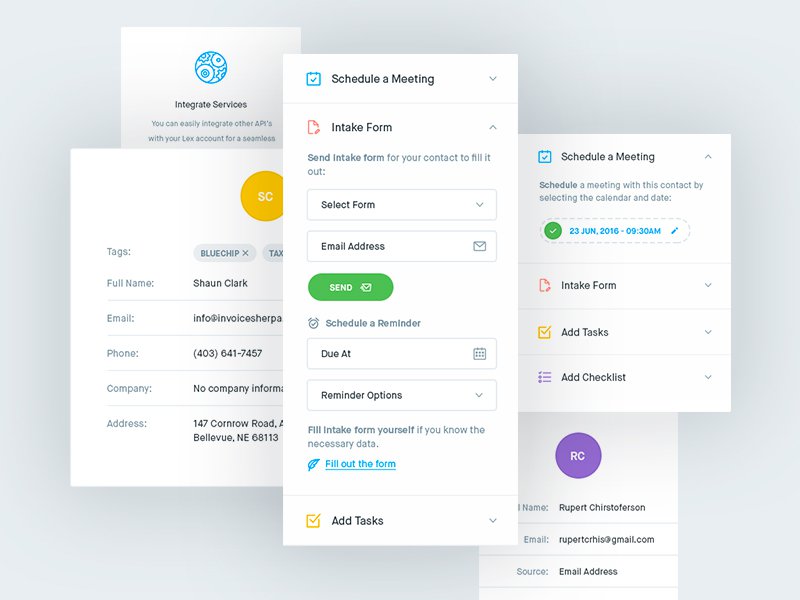 Integrate Services
You can easily integrate other API's
with your Lex account for a seamless
SC
Tags:
BLUECHIP
TAX
Full Name:
Shaun Clark
Email:
info@invoicesherpa.
Phone:
(403) 641-7457
Company:
No company informa
Address:
147 Cornrow Road, A
Bellevue, NE 68113
Schedule a Meeting
Intake Form
Send intake form for your contact to fill it
out:
Select Form
Email Address
SEND
Schedule a Reminder
Due At
Reminder Options
Fill intake form yourself if you know the
necessary data.
Fill out the form
Add Tasks
Schedule a Meeting
Schedule a meeting with this contact by
selecting the calendar and date:
23 JUN, 2016 - 09:30AM
Intake Form
Add Tasks
Add Checklist
RC
l Name:
Rupert Chirstoferson
Email:
rupertcrhis@gmail.com
Source:
Email Address